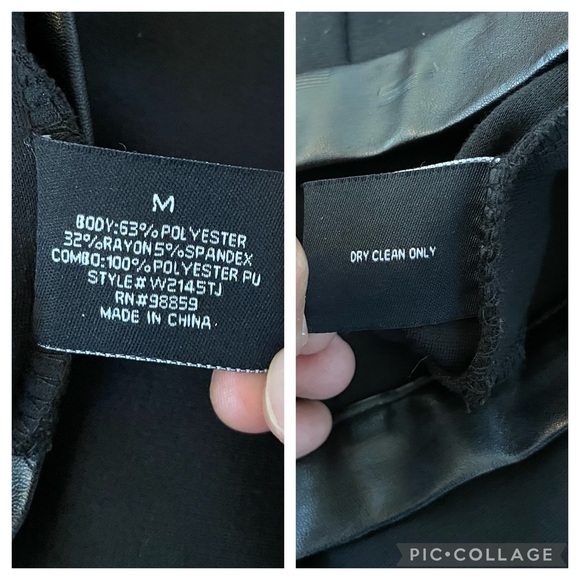 M
BODY:63%POLYESTER
32%RAYON5%SPANDEX
COMBO:100%POLYESTER PU
STYLE# W2145TJ
RN#98859
MADE IN CHINA
DRY CLEAN ONLY
PIC•COLLAGE